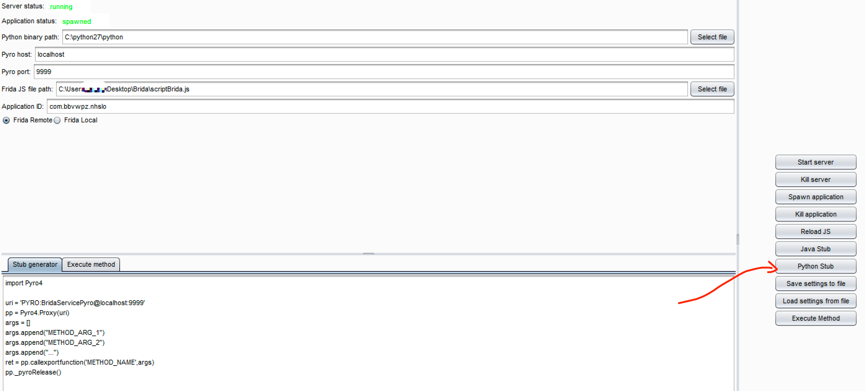 Server status: running
Application status: spawned
Python binary path: C:\python27\python Select file
Pyro host: localhost
Pyro port: 9999
Frida JS file path: C:\Users Desktop\Brida\scriptBrida.js Select file
Application ID: com.bbvwpz.nhslo
Frida Remote Frida Local
Start server
Kill server
Spawn application
Kill application
Reload JS
Java Stub
Python Stub
Save settings to file
Load settings from file
Execute Method
Stub generator Execute method
import Pyro4
uri = 'PYRO:BridaServicePyro@localhost:9999'
pp = Pyro4.Proxy(uri)
args = []
args.append("METHOD_ARG_1")
args.append("METHOD_ARG_2")
args.append("...")
ret = pp.callexportfunction('METHOD_NAME',args)
pp._pyroRelease()